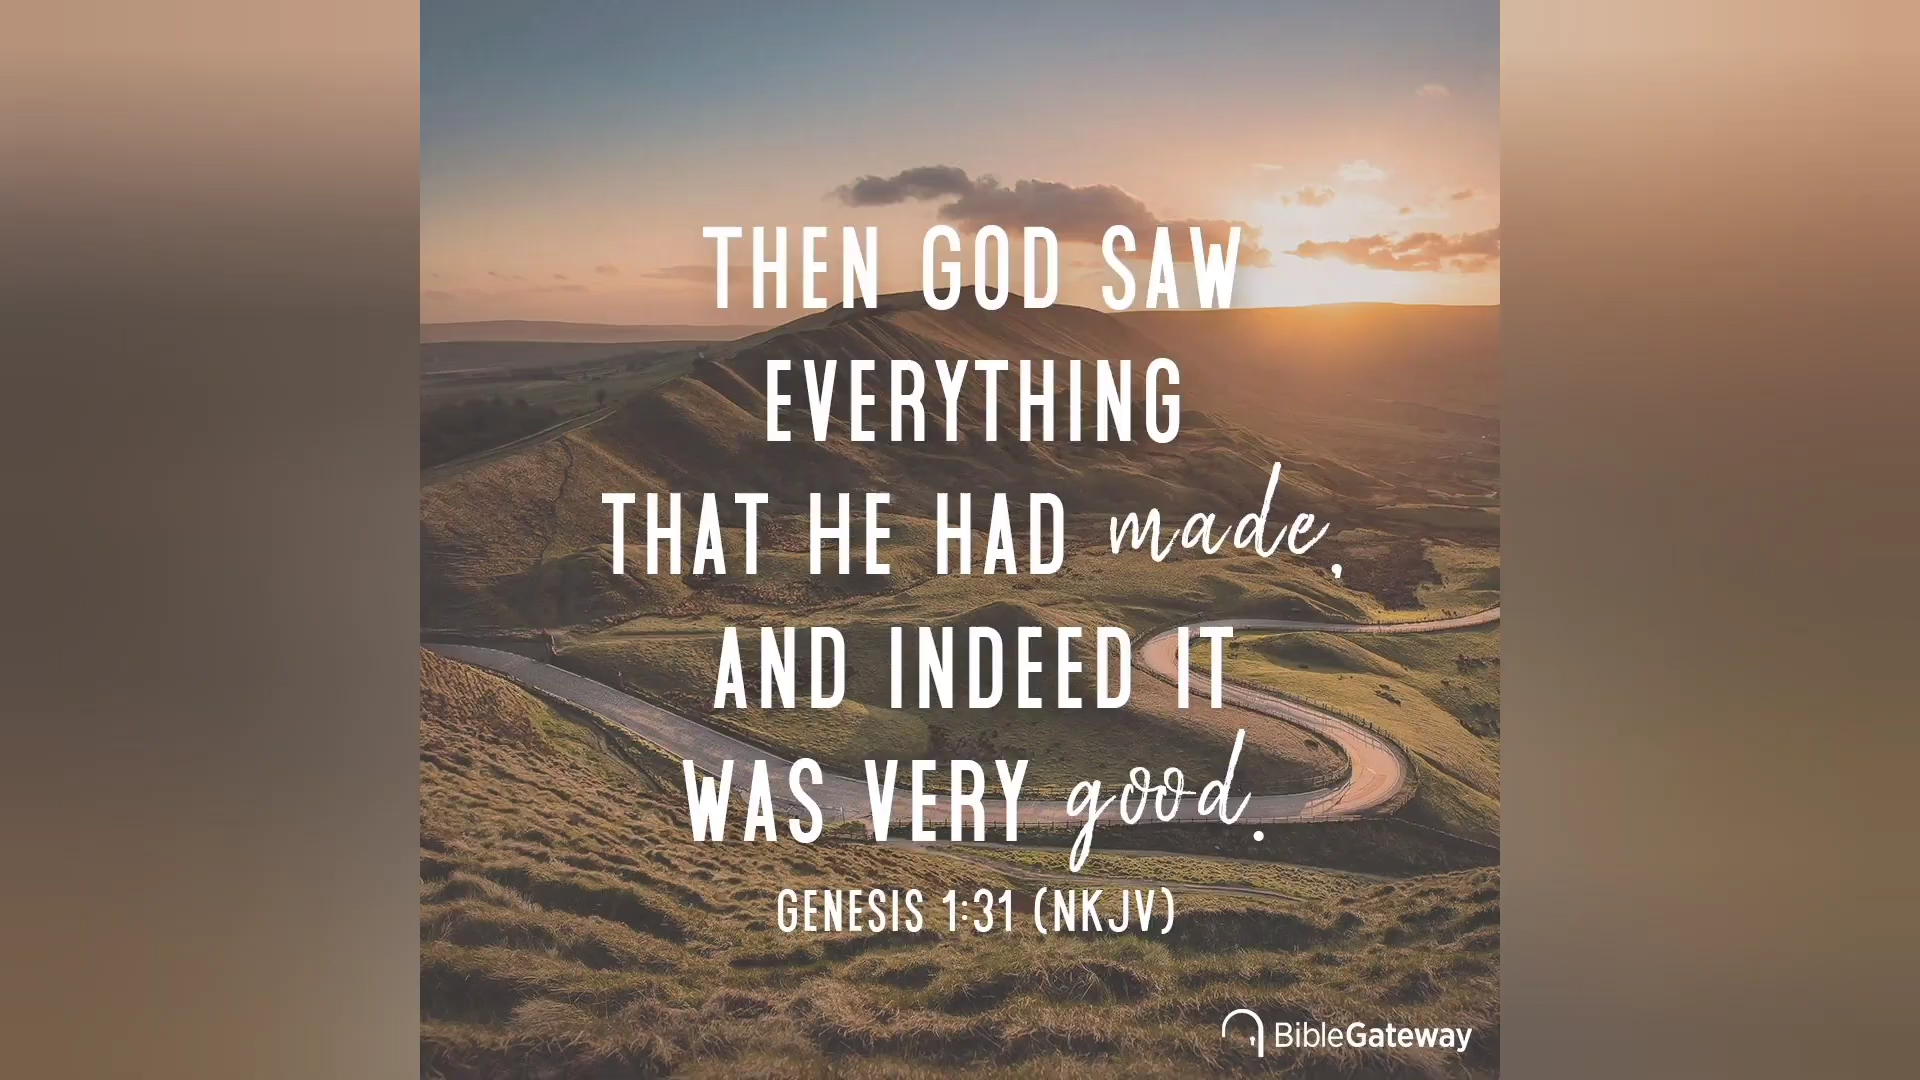 THEN GOD SAW
EVERYTHING
THAT HE HAD made,
AND INDEED IT
WAS VERY good.
GENESIS 1:31 (NKJV)
BibleGateway